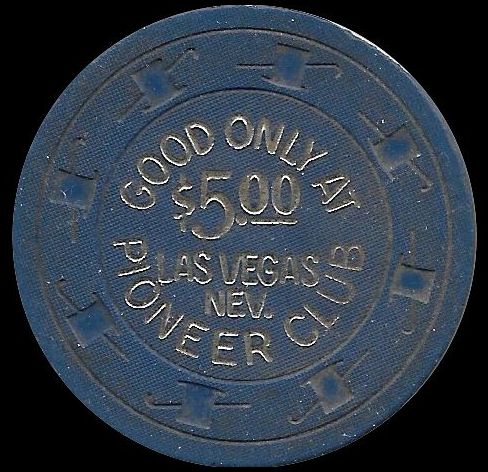 GOOD ONLY AT
$5.00
LAS VEGAS
NEV.
PIONEER CLUB